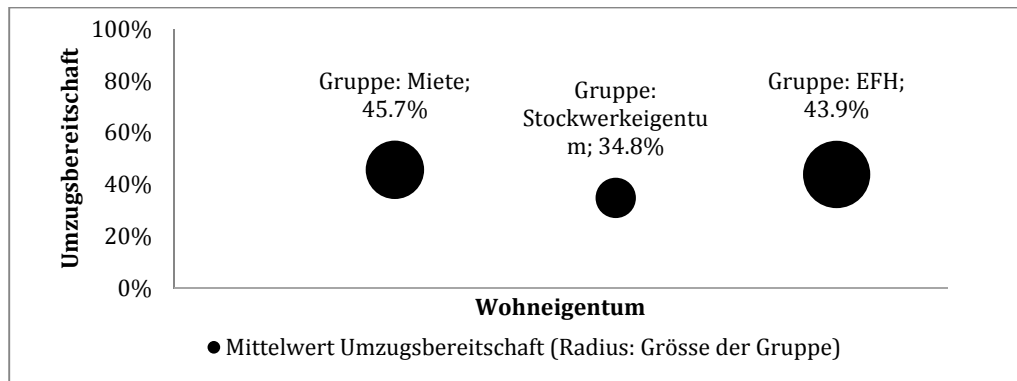 100%
80%
60%
40%
20%
0%
Umzugsbereitschaft
Gruppe: Miete;
45.7%
Gruppe:
Stockwerkeigentu
m; 34.8%
Gruppe: EFH;
43.9%
Wohneigentum
Mittelwert Umzugsbereitschaft (Radius: Grösse der Gruppe)